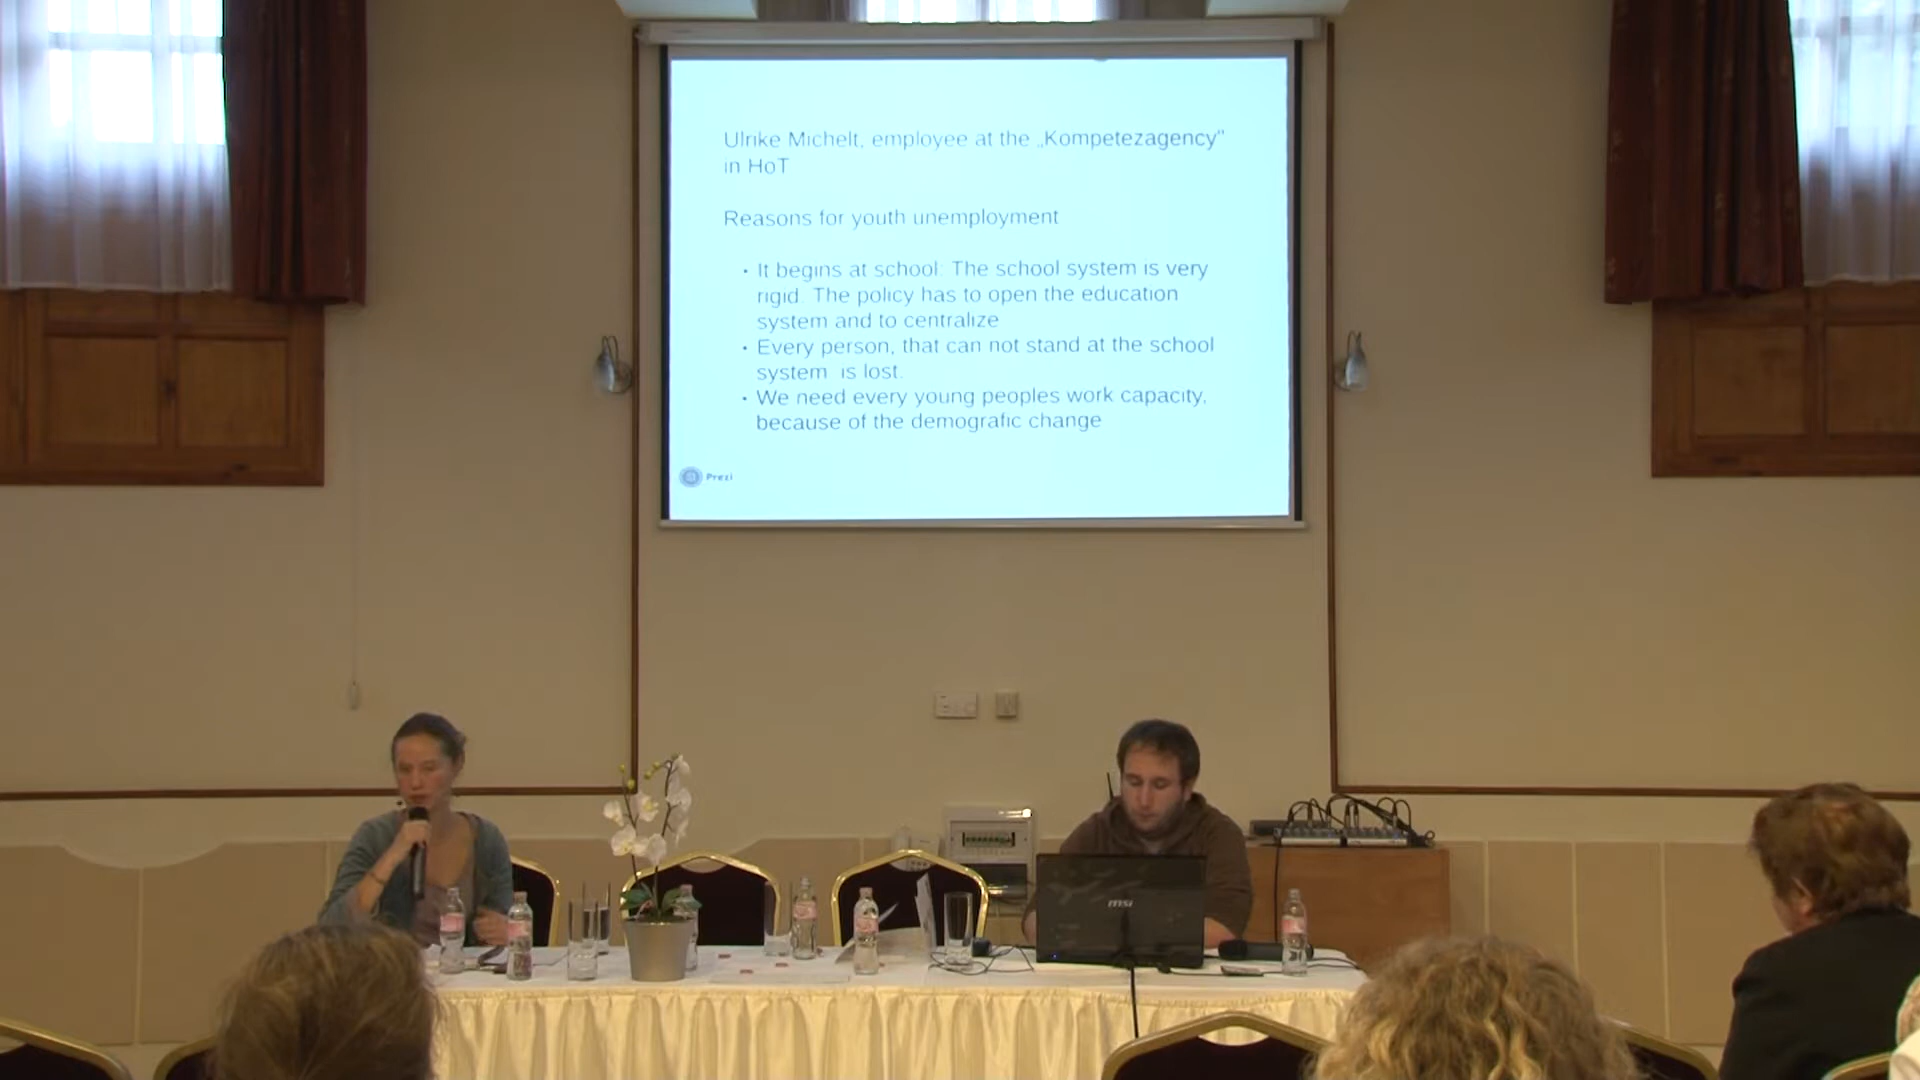 Ulrike Michelt, employee at the „Kompetezagency"
in HoT
Reasons for youth unemployment
• It begins at school: The school system is very
rigid. The policy has to open the education
system and to centralize
• Every person, that can not stand at the school
system is lost.
• We need every young peoples work capacity,
because of the demografic change
Prezi
msi